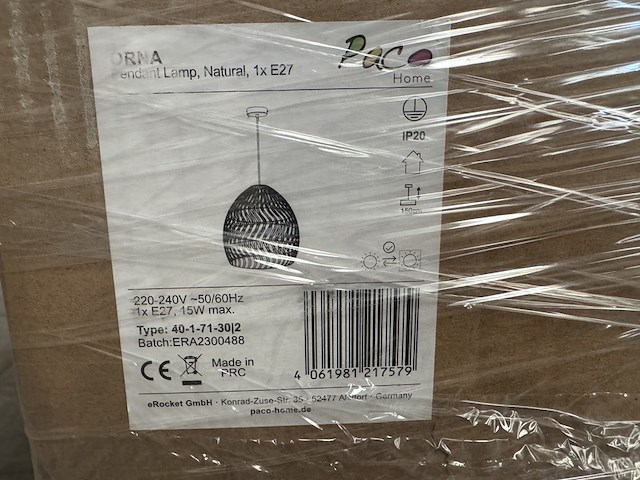 ORNA
Pendant Lamp, Natural, 1x E27
Paco
Home
IP20
220-240V ~50/60Hz
1x E27, 15W max.
Type: 40-1-71-30|2
Batch:ERA2300488
CE
Made in
PRC
4 061981 217579
eRocket GmbH · Konrad-Zuse-Str. 35 · 52477 Alsdorf · Germany
paco-home.de